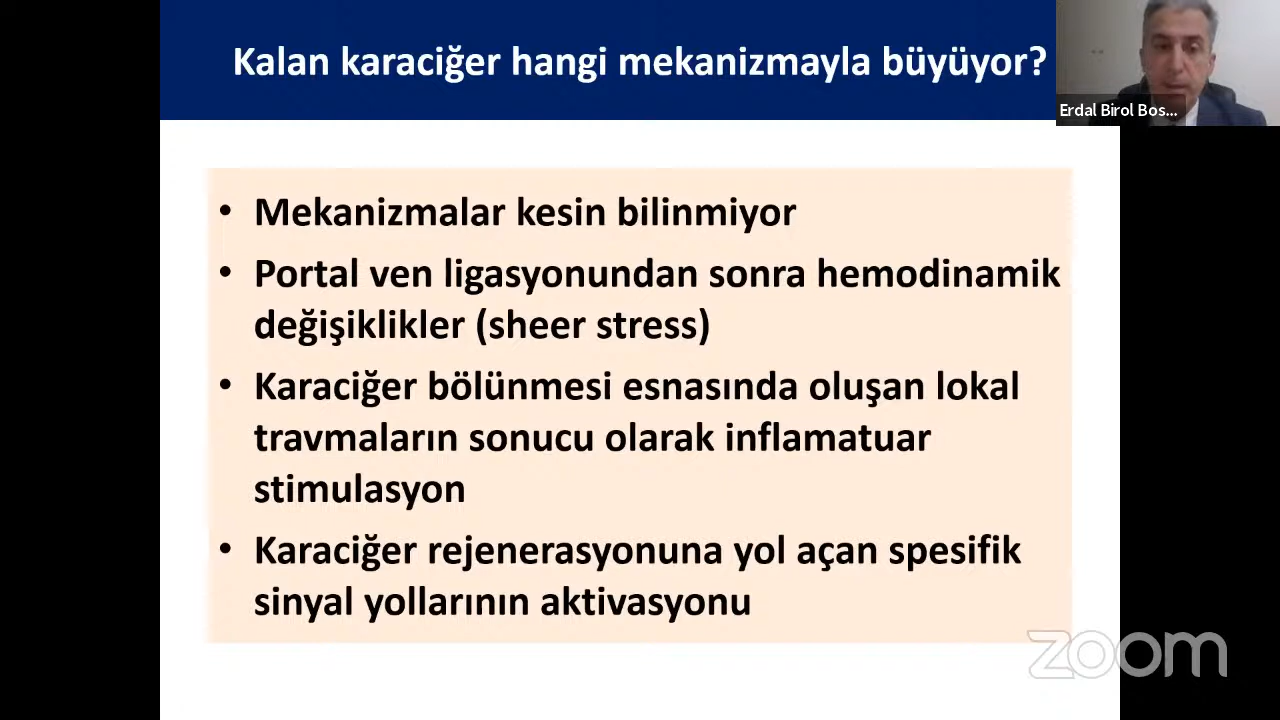 Kalan karaciğer hangi mekanizmayla büyüyor?
Erdal Birol Bos...
• Mekanizmalar kesin bilinmiyor
• Portal ven ligasyonundan sonra hemodinamik
değişiklikler (sheer stress)
• Karaciğer bölünmesi esnasında oluşan lokal
travmaların sonucu olarak inflamatuar
stimulasyon
• Karaciğer rejenerasyonuna yol açan spesifik
sinyal yollarının aktivasyonu
zoom